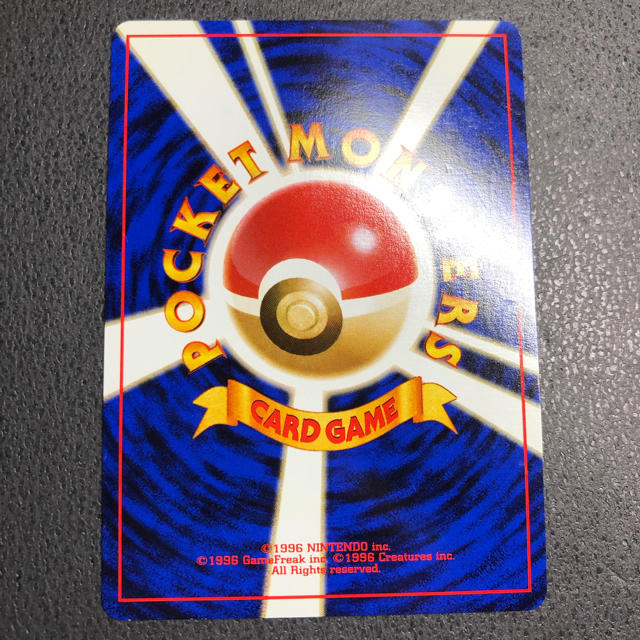 POCKET MONSTERS
CARD GAME
©1996 NINTENDO inc.
©1996 GameFreak inc. ©1996 Creatures inc.
All Rights reserved.